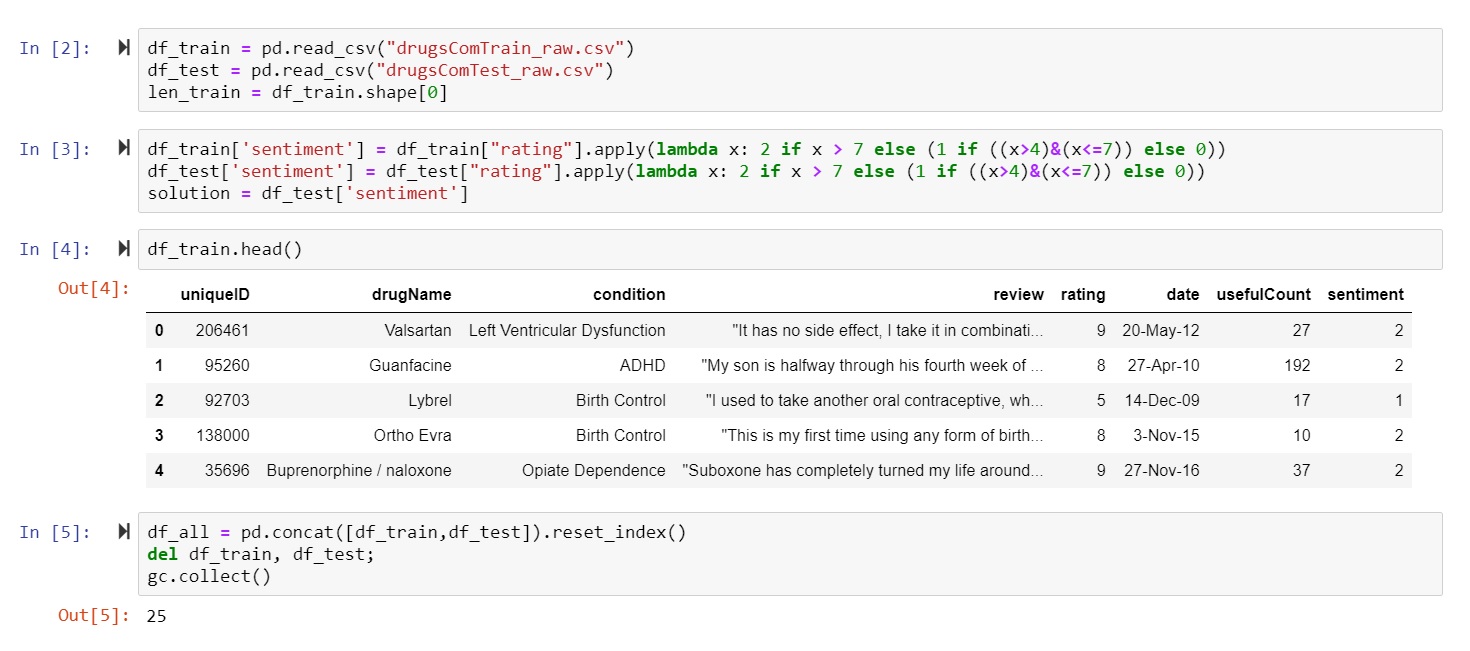 In [2]: df_train = pd.read_csv("drugsComTrain_raw.csv")
df_test = pd.read_csv("drugsComTest_raw.csv")
len_train = df_train.shape[0]
In [3]: df_train['sentiment'] = df_train["rating"].apply(lambda x: 2 if x > 7 else (1 if ((x>4)&(x<=7)) else 0))
df_test['sentiment'] = df_test["rating"].apply(lambda x: 2 if x > 7 else (1 if ((x>4)&(x<=7)) else 0))
solution = df_test['sentiment']
In [4]: df_train.head()
Out[4]:
uniqueID drugName condition review rating date usefulCount sentiment
0 206461 Valsartan Left Ventricular Dysfunction "It has no side effect, I take it in combinati... 9 20-May-12 27 2
1 95260 Guanfacine ADHD "My son is halfway through his fourth week of ... 8 27-Apr-10 192 2
2 92703 Lybrel Birth Control "I used to take another oral contraceptive, wh... 5 14-Dec-09 17 1
3 138000 Ortho Evra Birth Control "This is my first time using any form of birth... 8 3-Nov-15 10 2
4 35696 Buprenorphine / naloxone Opiate Dependence "Suboxone has completely turned my life around... 9 27-Nov-16 37 2
In [5]: df_all = pd.concat([df_train,df_test]).reset_index()
del df_train, df_test;
gc.collect()
Out[5]: 25